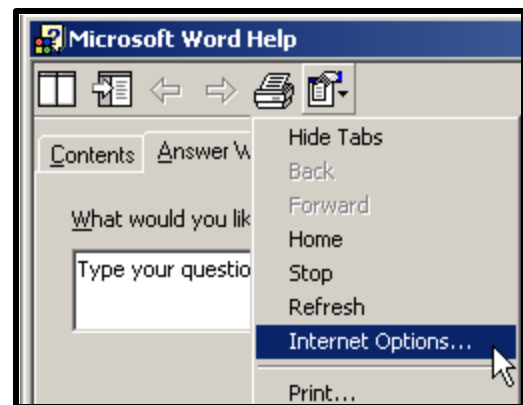 Microsoft Word Help
Contents
Answer W
What would you lik
Type your questio
Hide Tabs
Back
Forward
Home
Stop
Refresh
Internet Options...
Print...